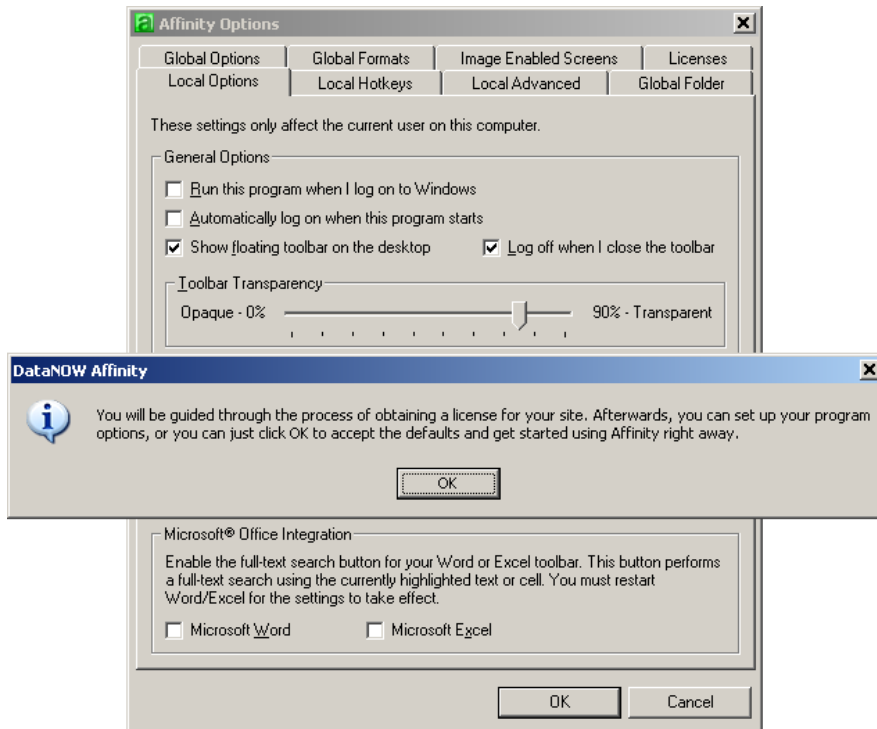 Affinity Options
Global Options Global Formats Image Enabled Screens Licenses
Local Options Local Hotkeys Local Advanced Global Folder
These settings only affect the current user on this computer.
General Options
Run this program when I log on to Windows
Automatically log on when this program starts
Show floating toolbar on the desktop Log off when I close the toolbar
Toolbar Transparency
Opaque - 0% 90% - Transparent
DataNOW Affinity
You will be guided through the process of obtaining a license for your site. Afterwards, you can set up your program
options, or you can just click OK to accept the defaults and get started using Affinity right away.
OK
Microsoft® Office Integration
Enable the full-text search button for your Word or Excel toolbar. This button performs
a full-text search using the currently highlighted text or cell. You must restart
Word/Excel for the settings to take effect.
Microsoft Word Microsoft Excel
OK Cancel